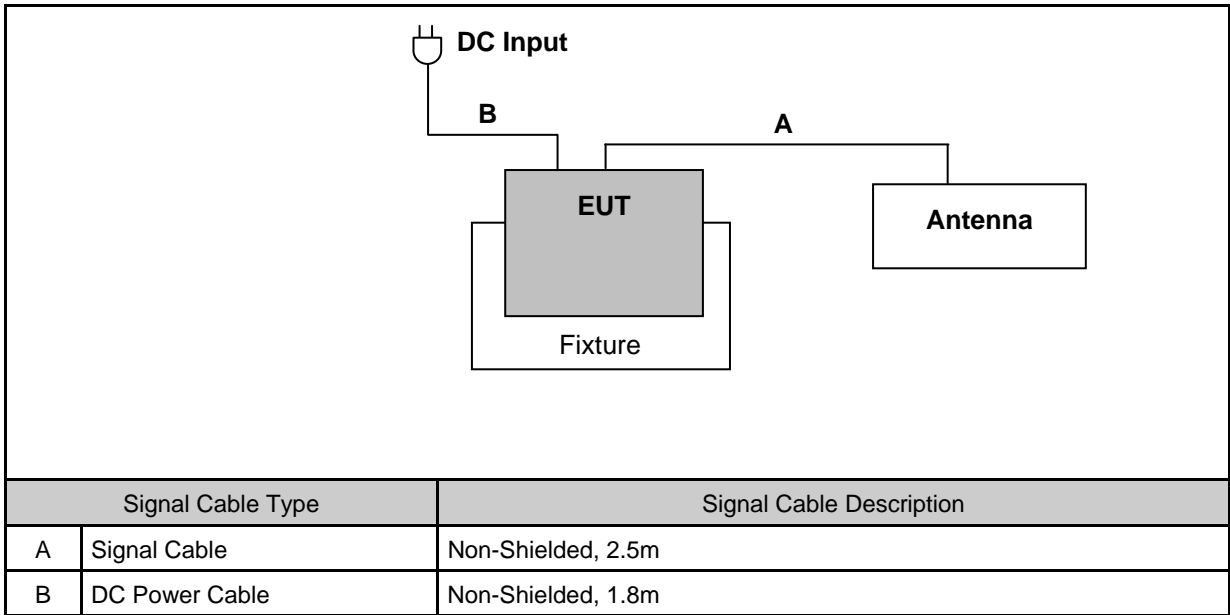 DC Input
B
A
EUT
Antenna
Fixture
Signal Cable Type Signal Cable Description
A Signal Cable Non-Shielded, 2.5m
B DC Power Cable Non-Shielded, 1.8m